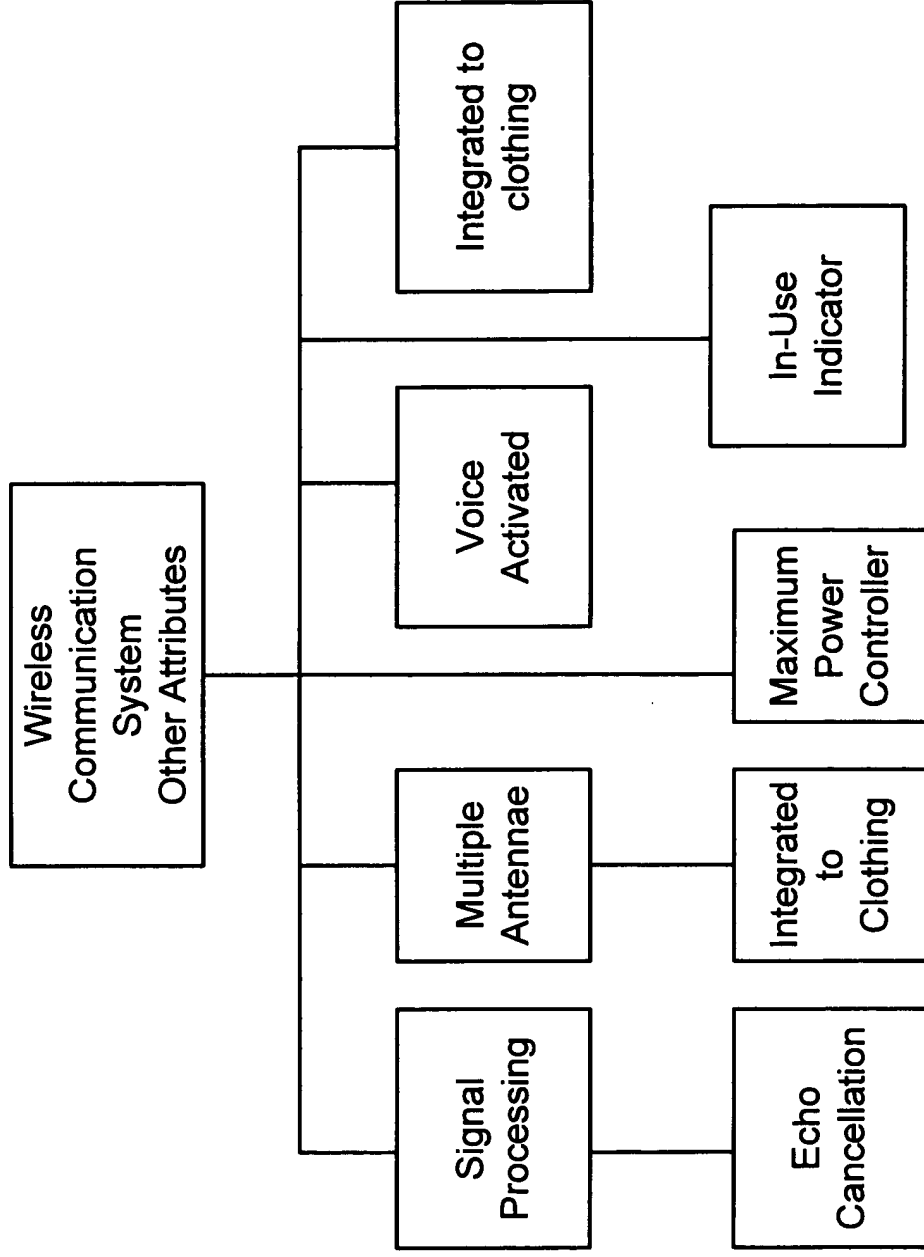 Wireless
Communication
System
Other Attributes
Signal
Processing
Multiple
Antennae
Voice
Activated
Integrated to
clothing
Echo
Cancellation
Integrated
to
Clothing
Maximum
Power
Controller
In-Use
Indicator